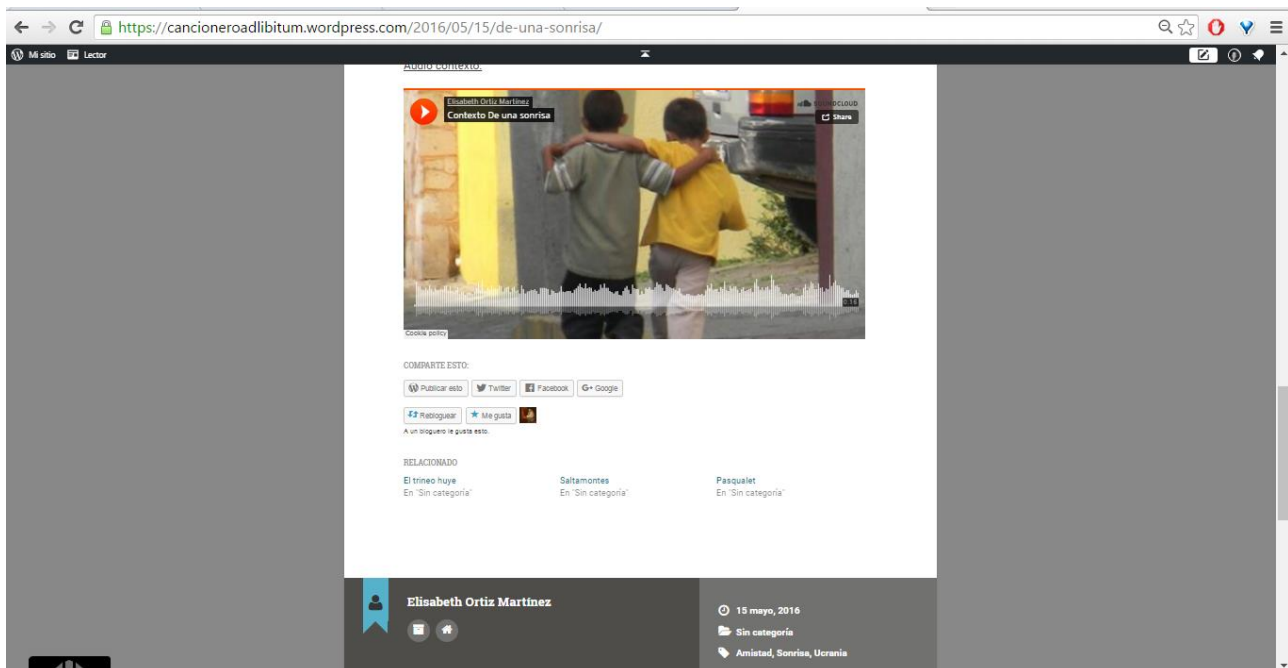 https://cancioneroadlibitum.wordpress.com/2016/05/15/de-una-sonrisa/
Mi sitio Lector
Audio contexto.
Elisabeth Ortiz Martínez
Contexto De una sonrisa
SOUNDCLOUD
Share
Cookie policy
COMPARTE ESTO:
Publicar esto Twitter Facebook G+ Google
Rebloguear Me gusta
A un bloguero le gusta esto.
RELACIONADO
El trineo huye Saltamontes Pasqualet
En "Sin categoría" En "Sin categoría" En "Sin categoría"
Elisabeth Ortiz Martínez
15 mayo, 2016
Sin categoría
Amistad, Sonrisa, Ucrania